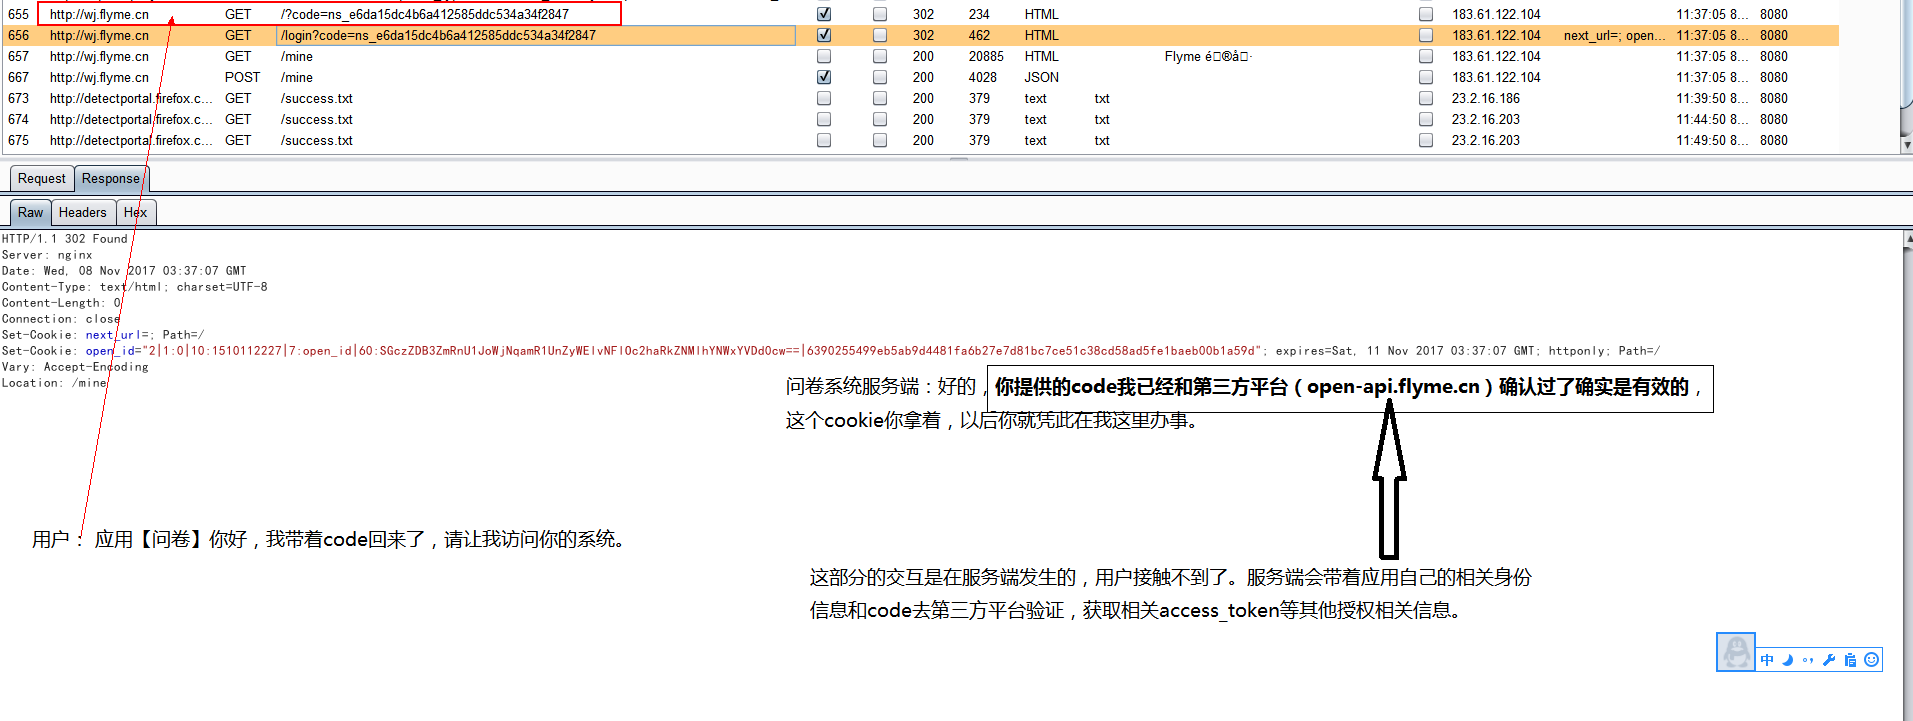 655 http://wj.flyme.cn GET /?code=ns_e6da15dc4b6a412585ddc534a34f2847 302 234 HTML 183.61.122.104 11:37:05 8... 8080
656 http://wj.flyme.cn GET /login?code=ns_e6da15dc4b6a412585ddc534a34f2847 302 462 HTML 183.61.122.104 next_url=; open... 11:37:05 8... 8080
657 http://wj.flyme.cn GET /mine 200 20885 HTML Flyme é®å· 183.61.122.104 11:37:05 8... 8080
667 http://wj.flyme.cn POST /mine 200 4028 JSON 183.61.122.104 11:37:05 8... 8080
673 http://detectportal.firefox.c... GET /success.txt 200 379 text txt 23.2.16.186 11:39:50 8... 8080
674 http://detectportal.firefox.c... GET /success.txt 200 379 text txt 23.2.16.203 11:44:50 8... 8080
675 http://detectportal.firefox.c... GET /success.txt 200 379 text txt 23.2.16.203 11:49:50 8... 8080
Request Response
Raw Headers Hex
HTTP/1.1 302 Found
Server: nginx
Date: Wed, 08 Nov 2017 03:37:07 GMT
Content-Type: text/html; charset=UTF-8
Content-Length: 0
Connection: close
Set-Cookie: next_url=; Path=/
Set-Cookie: open_id="2|1:0|10:1510112227|7:open_id|60:SGczZDB3ZmRnU1JoWjNqamR1UnZyWElvNFlOc2haRkZNMlhYNWxYVDd0cw==|6390255499eb5ab9d4481fa6b27e7d81bc7ce51c38cd58ad5fe1baeb00b1a59d"; expires=Sat, 11 Nov 2017 03:37:07 GMT; httponly; Path=/
Vary: Accept-Encoding
Location: /mine
问卷系统服务端：好的，你提供的code我已经和第三方平台（open-api.flyme.cn）确认过了确实是有效的，
这个cookie你拿着，以后你就凭此在我这里办事。
用户： 应用【问卷】你好，我带着code回来了，请让我访问你的系统。
这部分的交互是在服务端发生的，用户接触不到了。服务端会带着应用自己的相关身份
信息和code去第三方平台验证，获取相关access_token等其他授权相关信息。
中